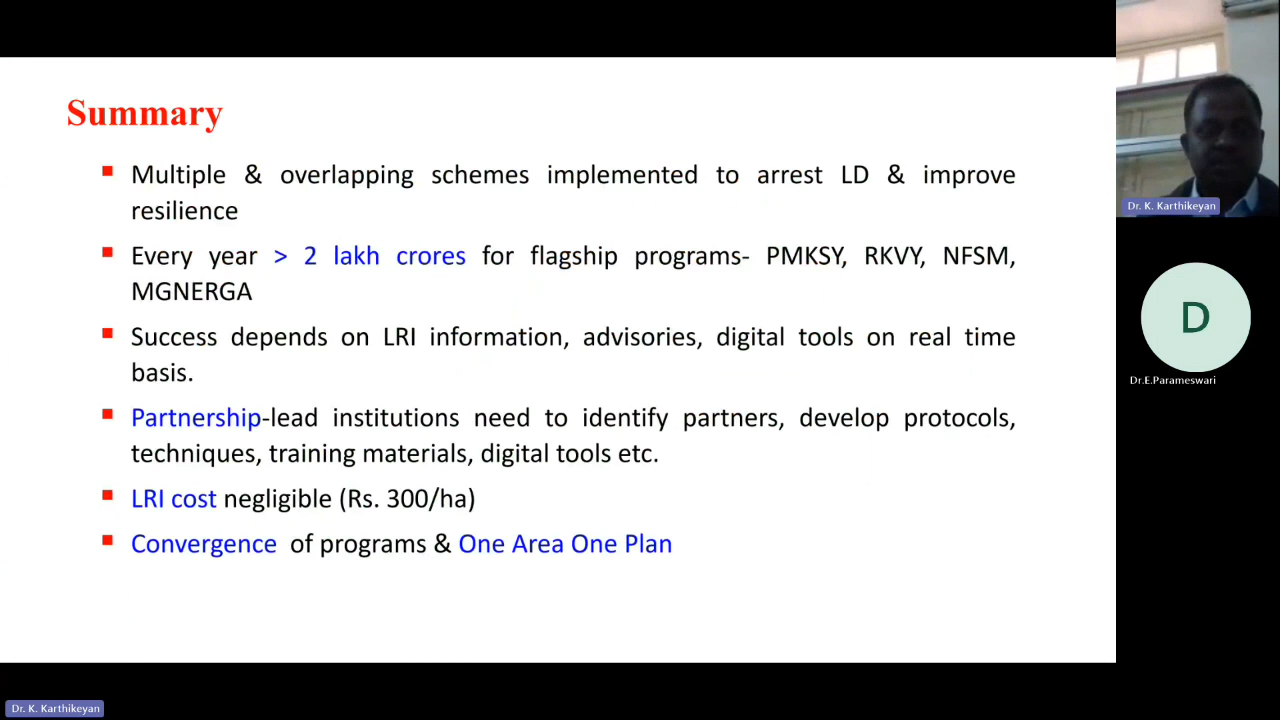 Summary
Multiple & overlapping schemes implemented to arrest LD & improve
resilience
Every year > 2 lakh crores for flagship programs- PMKSY, RKVY, NFSM,
MGNERGA
Success depends on LRI information, advisories, digital tools on real time
basis.
Partnership-lead institutions need to identify partners, develop protocols,
techniques, training materials, digital tools etc.
LRI cost negligible (Rs. 300/ha)
Convergence of programs & One Area One Plan
Dr. K. Karthikeyan
D
Dr.E.Parameswari
Dr. K. Karthikeyan